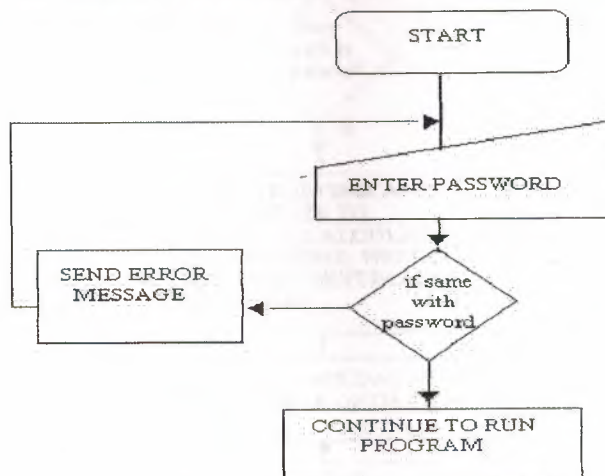 START
ENTER PASSWORD
SEND ERROR
MESSAGE
if same
with
password
CONTINUE TO RUN
PROGRAM